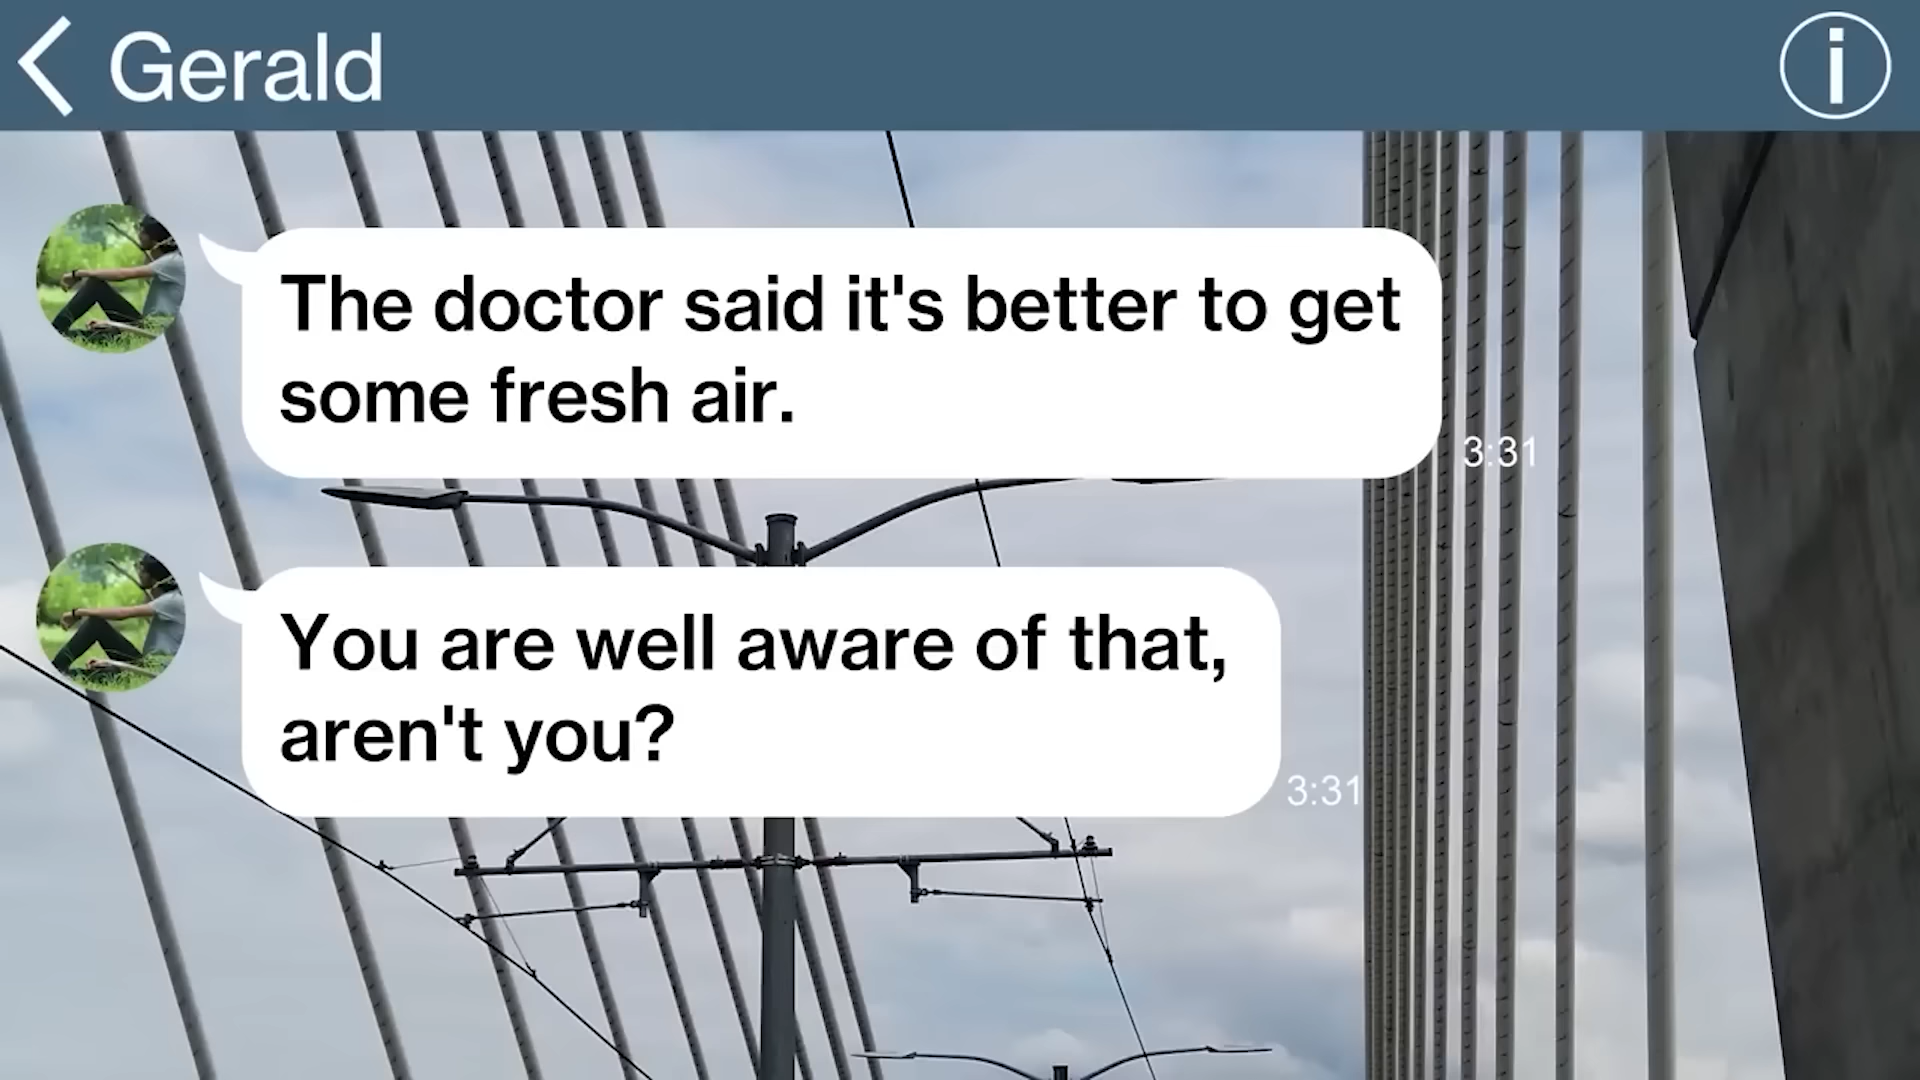 Gerald
The doctor said it's better to get
some fresh air.
3:31
You are well aware of that,
aren't you?
3:31